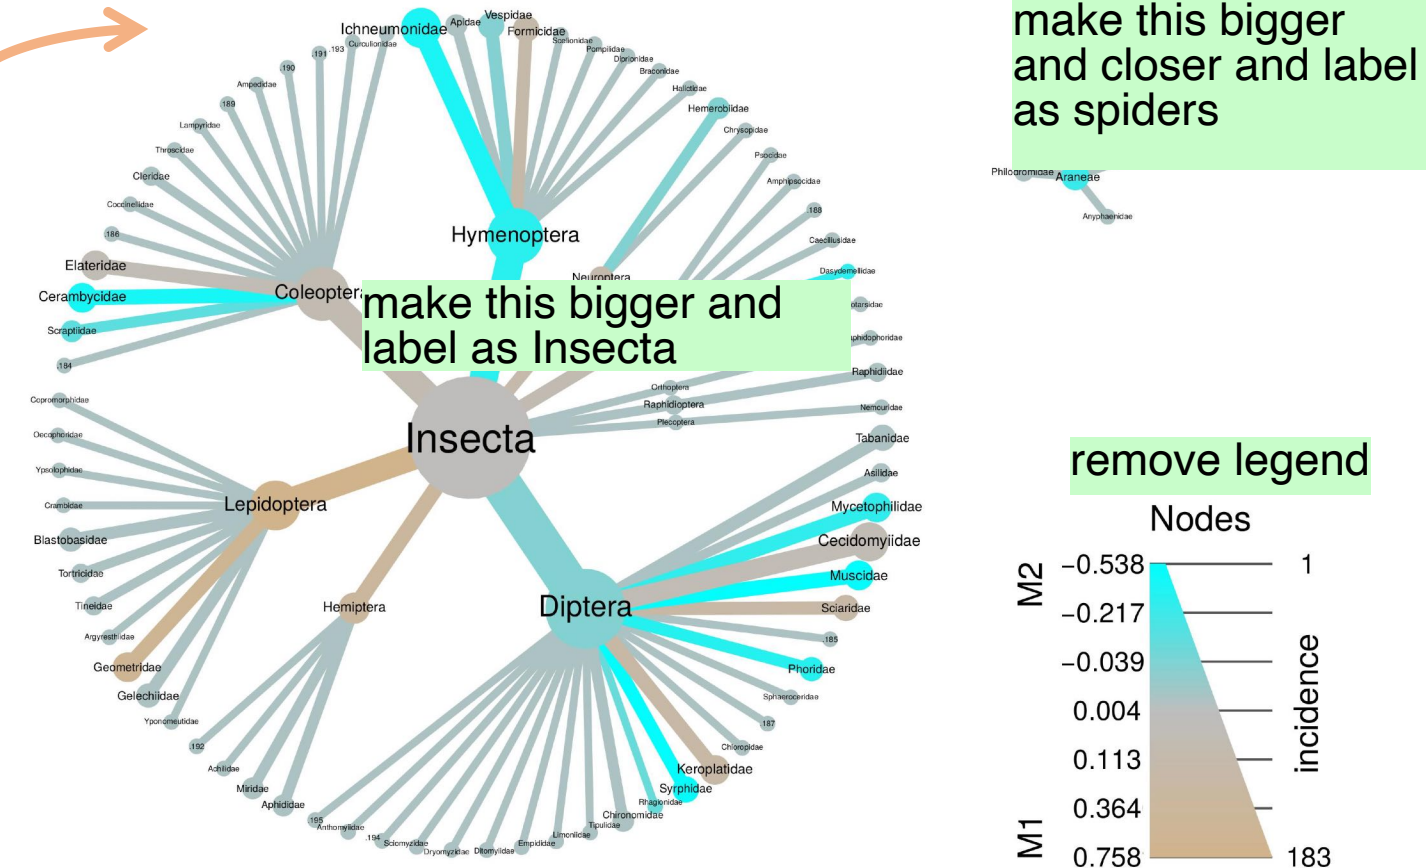 make this bigger
and closer and label
as spiders
Philodromidae
Araneae
Anyphaenidae
Ichneumonidae
Apidae
Vespidae
Formicidae
Scelionidae
Pompilidae
Diprionidae
Braconidae
Halictidae
Hemerobiidae
Chrysopidae
Psocidae
Amphipsocidae
.188
Caeciliusidae
Dasydemellidae
otarsidae
phidophoridae
Raphidiidae
Nemouridae
Curculionidae
.193
.191
.190
Ampedidae
.189
Lampyridae
Throscidae
Cleridae
Coccinellidae
.186
Elateridae
Cerambycidae
Scraptiidae
.184
Hymenoptera
Neuroptera
Coleoptera
make this bigger and
label as Insecta
Orthoptera
Raphidioptera
Plecoptera
Insecta
Copromorphidae
Oecophoridae
Ypsolophidae
Crambidae
Blastobasidae
Tortricidae
Tineidae
Argyresthiidae
Geometridae
Gelechiidae
Yponomeutidae
Lepidoptera
Hemiptera
.192
Achilidae
Miridae
Aphididae
Diptera
Tabanidae
Asilidae
Mycetophilidae
Cecidomyiidae
Muscidae
Sciaridae
.185
Phoridae
Sphaeroceridae
.187
Chloropidae
Keroplatidae
Syrphidae
Rhagionidae
Chironomidae
Tipulidae
Limoniidae
Empididae
Ditomyiidae
Dryomyzidae
Sciomyzidae
.194
Anthomyiidae
.195
remove legend
Nodes
M2
−0.538
1
−0.217
−0.039
0.004
incidence
0.113
0.364
M1
0.758
183